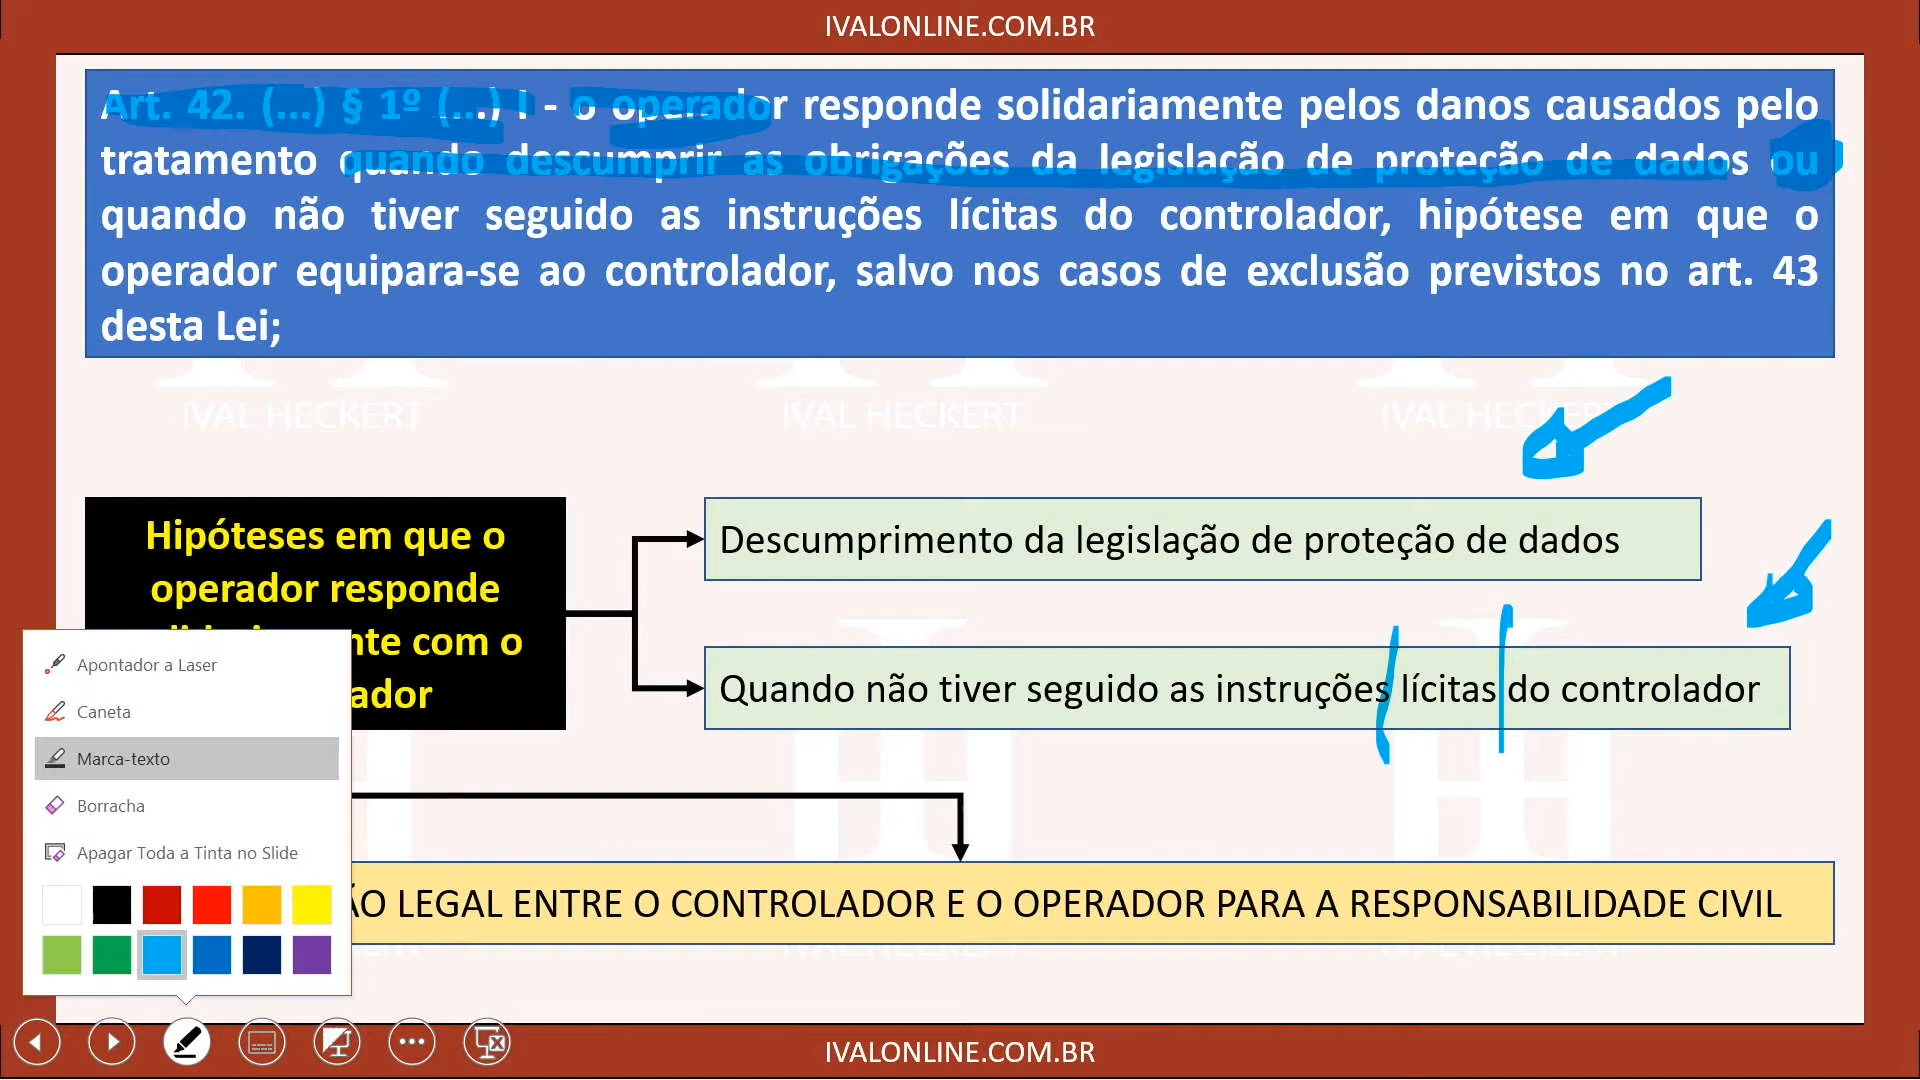 IVALONLINE.COM.BR
Art. 42. (...) § 1º (...) I - o operador responde solidariamente pelos danos causados pelo
tratamento quando descumprir as obrigações da legislação de proteção de dados ou
quando não tiver seguido as instruções lícitas do controlador, hipótese em que o
operador equipara-se ao controlador, salvo nos casos de exclusão previstos no art. 43
desta Lei;
IVAL HECKERT
IVAL HECKERT
IVAL HECKERT
Hipóteses em que o
operador responde
nte com o
ador
Descumprimento da legislação de proteção de dados
Quando não tiver seguido as instruções lícitas do controlador
Apontador a Laser
Caneta
Marca-texto
Borracha
Apagar Toda a Tinta no Slide
ÃO LEGAL ENTRE O CONTROLADOR E O OPERADOR PARA A RESPONSABILIDADE CIVIL
IVALONLINE.COM.BR